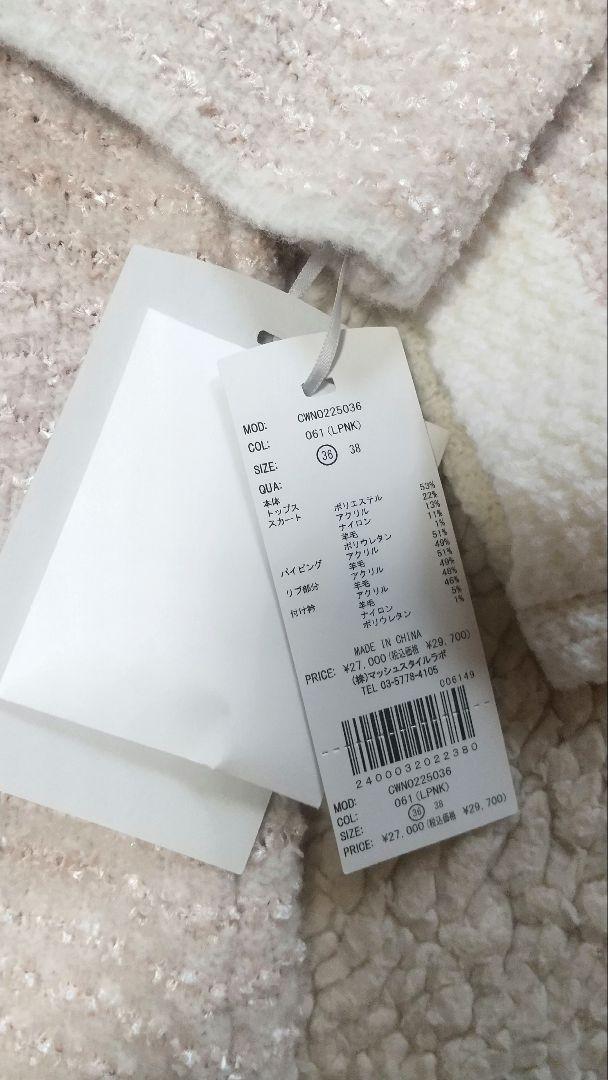 MOD: CWNO225036
COL: 061(LPNK)
SIZE: 36 38
QUA:
本体
トップス ポリエステル 53%
スカート アクリル 22%
ナイロン 13%
羊毛 11%
ポリウレタン 1%
アクリル 51%
パイピング 羊毛 49%
アクリル 51%
リブ部分 羊毛 49%
アクリル 48%
付け衿 羊毛 46%
ナイロン 5%
ポリウレタン 1%
MADE IN CHINA
PRICE: ¥27,000(税込価格 ¥29,700)
(株)マッシュスタイルラボ
TEL 03-5778-4105
006149
2400032022380
MOD: CWNO225036
COL: 061(LPNK)
SIZE: 36 38
PRICE: ¥27,000(税込価格 ¥29,700)